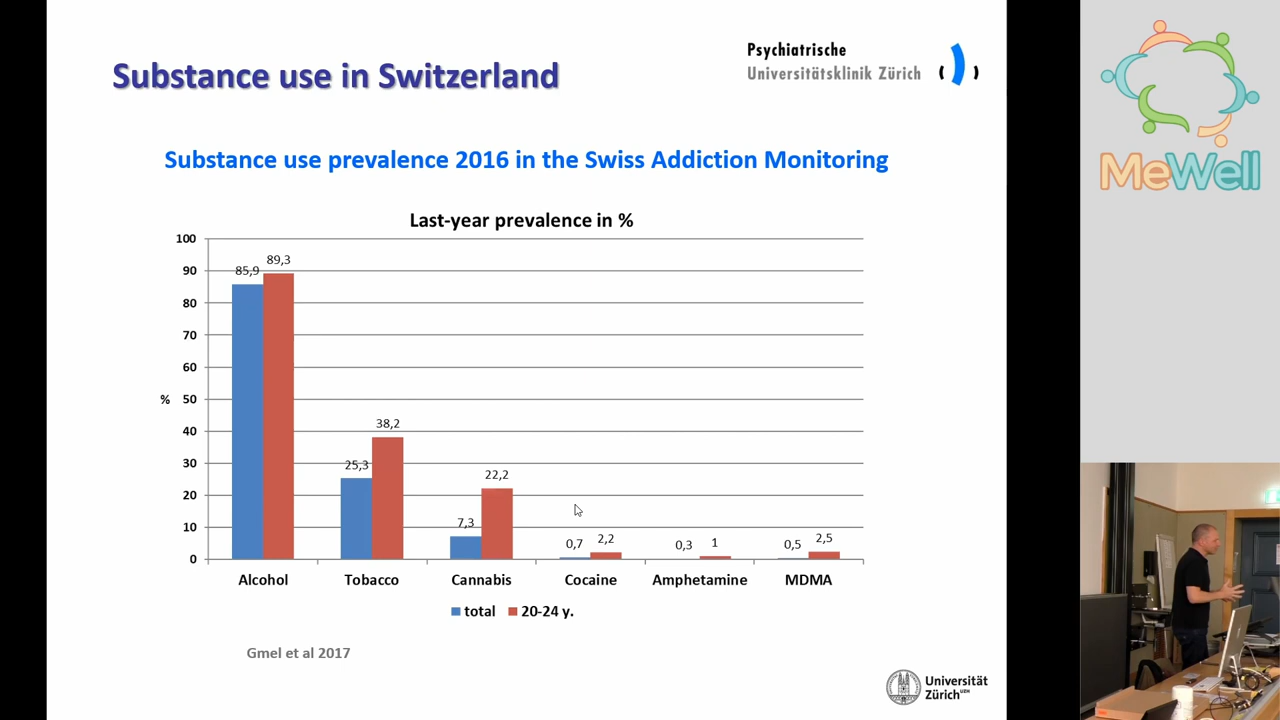 Substance use in Switzerland
Psychiatrische
Universitätsklinik Zürich
MeWell
Substance use prevalence 2016 in the Swiss Addiction Monitoring
Last-year prevalence in %
100
90
80
70
60
50
40
30
20
10
0
%
85,9
89,3
25,3
38,2
7,3
22,2
0,7
2,2
0,3
1
0,5
2,5
Alcohol
Tobacco
Cannabis
Cocaine
Amphetamine
MDMA
total
20-24 y.
Gmel et al 2017
Universität
Zürich UZH